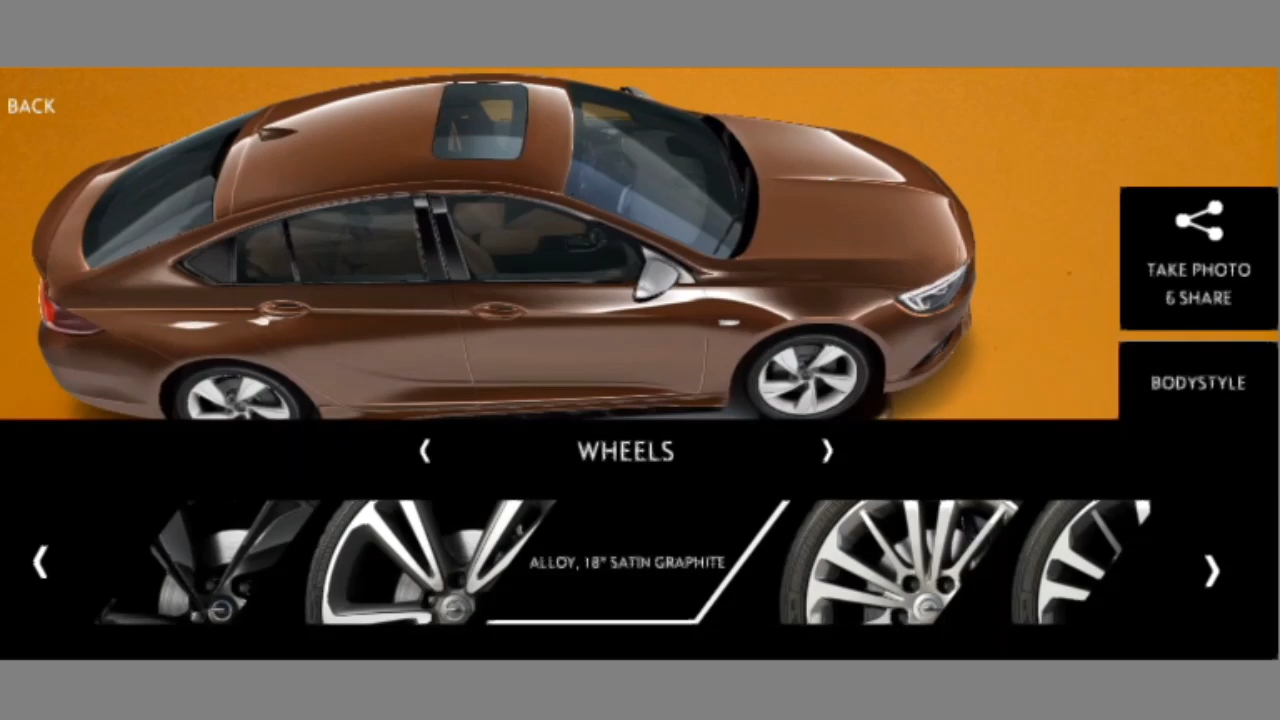 BACK
TAKE PHOTO
& SHARE
BODYSTYLE
WHEELS
ALLOY, 18" SATIN GRAPHITE